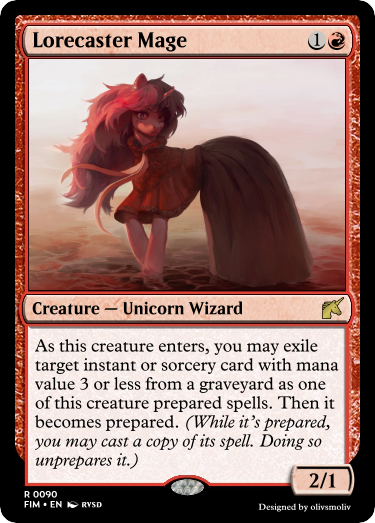 Lorecaster Mage
1
Creature — Unicorn Wizard
As this creature enters, you may exile
target instant or sorcery card with mana
value 3 or less from a graveyard as one
of this creature prepared spells. Then it
becomes prepared. (While it's prepared,
you may cast a copy of its spell. Doing so
unprepares it.)
2/1
R 0090
FIM • EN RVSD
Designed by olivsmoliv